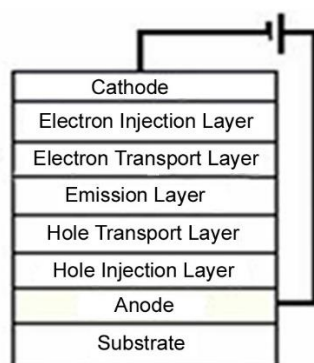 Cathode
Electron Injection Layer
Electron Transport Layer
Emission Layer
Hole Transport Layer
Hole Injection Layer
Anode
Substrate